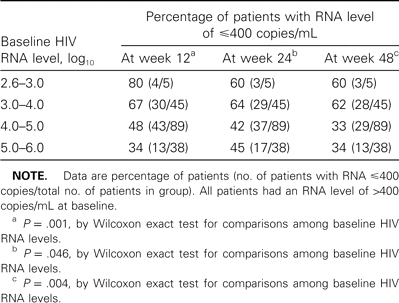 Percentage of patients with RNA level
of ⩽400 copies/mL
Baseline HIV
RNA level, log10 At week 12a At week 24b At week 48c
2.6–3.0 80 (4/5) 60 (3/5) 60 (3/5)
3.0–4.0 67 (30/45) 64 (29/45) 62 (28/45)
4.0–5.0 48 (43/89) 42 (37/89) 33 (29/89)
5.0–6.0 34 (13/38) 45 (17/38) 34 (13/38)
NOTE. Data are percentage of patients (no. of patients with RNA ⩽400
copies/total no. of patients in group). All patients had an RNA level of >400
copies/mL at baseline.
a P = .001, by Wilcoxon exact test for comparisons among baseline HIV
RNA levels.
b P = .046, by Wilcoxon exact test for comparisons among baseline HIV
RNA levels.
c P = .004, by Wilcoxon exact test for comparisons among baseline HIV
RNA levels.